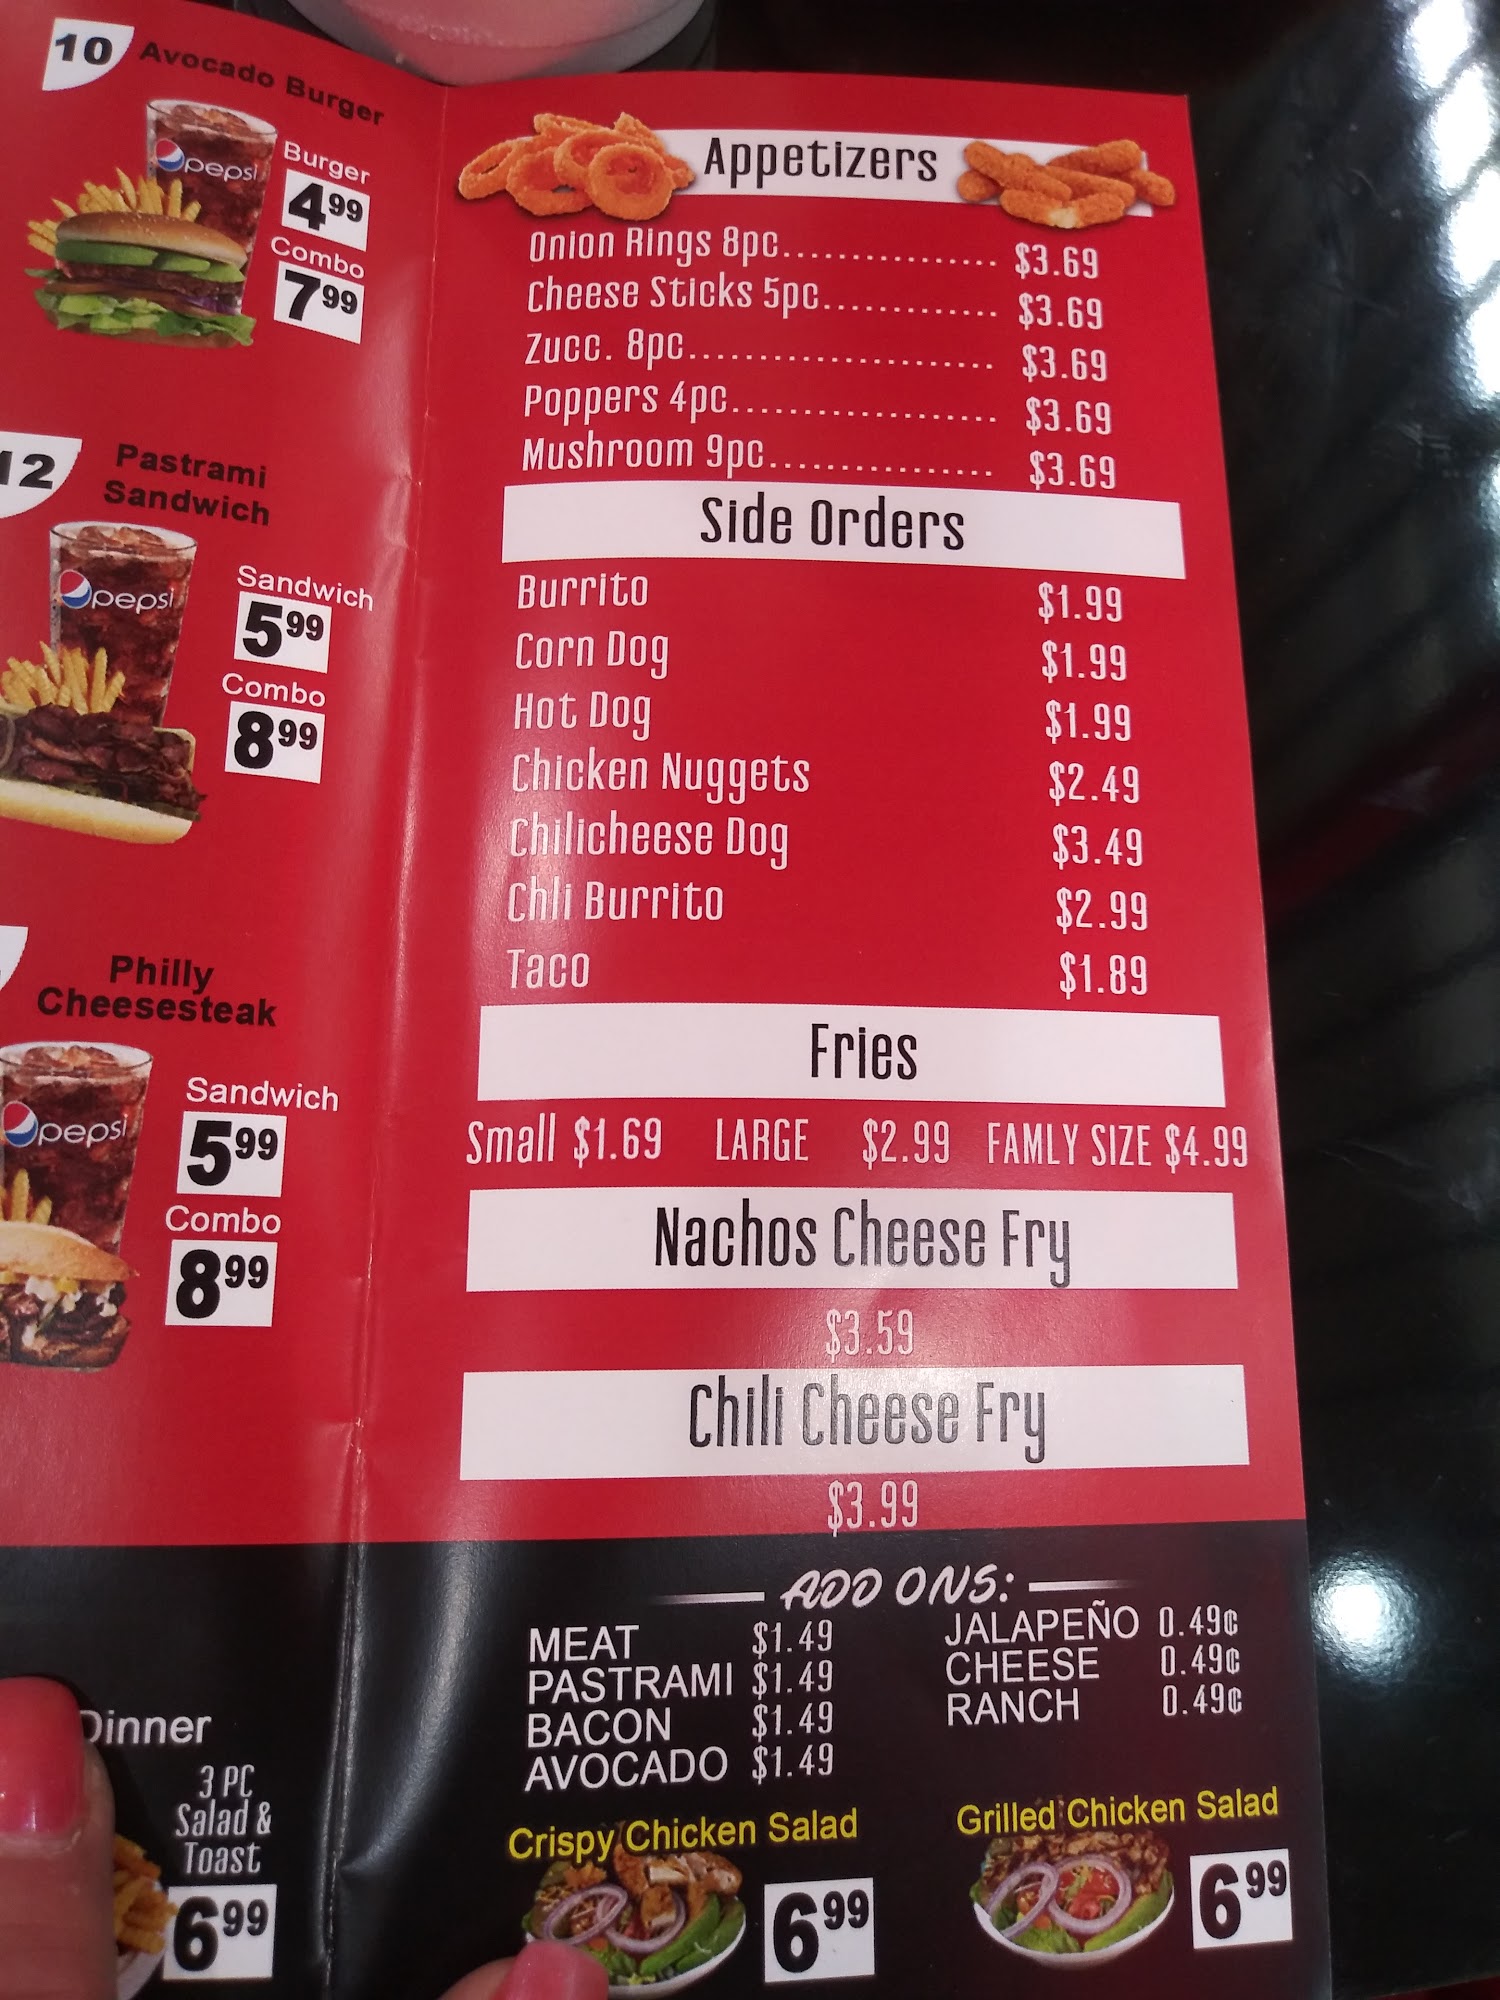 10 Avocado Burger
pepsi
Burger
4.99
Combo
7.99
12 Pastrami
Sandwich
pepsi
Sandwich
5.99
Combo
8.99
Philly
Cheesesteak
pepsi
Sandwich
5.99
Combo
8.99
Dinner
3 PC
Salad &
Toast
6.99
Appetizers
Onion Rings 8pc.............. $3.69
Cheese Sticks 5pc............ $3.69
Zucc. 8pc...................... $3.69
Poppers 4pc................... $3.69
Mushroom 9pc................ $3.69
Side Orders
Burrito $1.99
Corn Dog $1.99
Hot Dog $1.99
Chicken Nuggets $2.49
Chilicheese Dog $3.49
Chli Burrito $2.99
Taco $1.89
Fries
Small $1.69 LARGE $2.99 FAMLY SIZE $4.99
Nachos Cheese Fry
$3.59
Chili Cheese Fry
$3.99
ADD ONS:
MEAT $1.49
PASTRAMI $1.49
BACON $1.49
AVOCADO $1.49
JALAPEÑO 0.49¢
CHEESE 0.49¢
RANCH 0.49¢
Crispy Chicken Salad
6.99
Grilled Chicken Salad
6.99